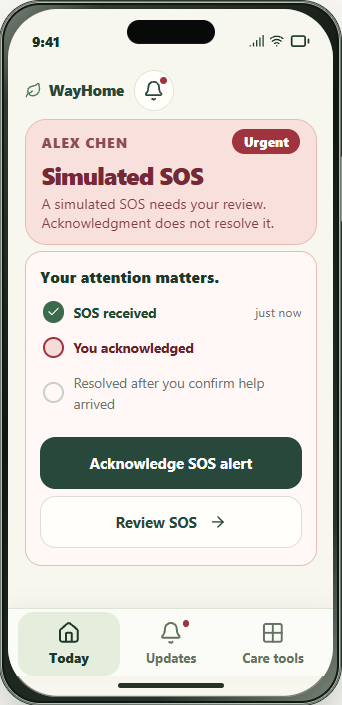 9:41
WayHome
ALEX CHEN
Urgent
Simulated SOS
A simulated SOS needs your review.
Acknowledgment does not resolve it.
Your attention matters.
SOS received
just now
You acknowledged
Resolved after you confirm help
arrived
Acknowledge SOS alert
Review SOS →
Today
Updates
Care tools